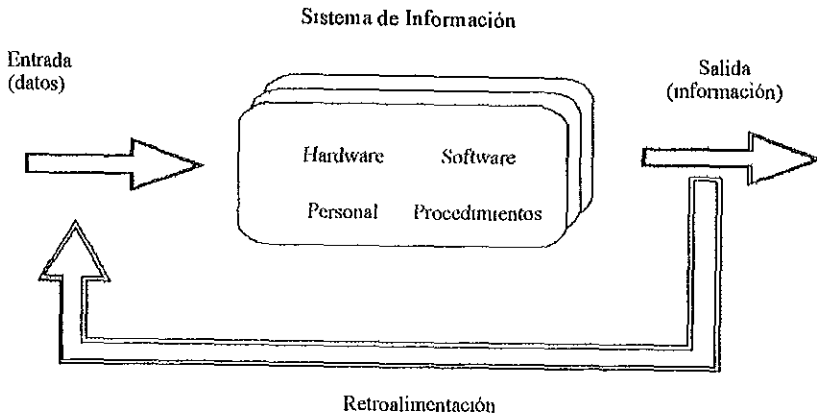 Sistema de Información
Entrada
(datos)
Salida
(información)
Hardware Software
Personal Procedimientos
Retroalimentación